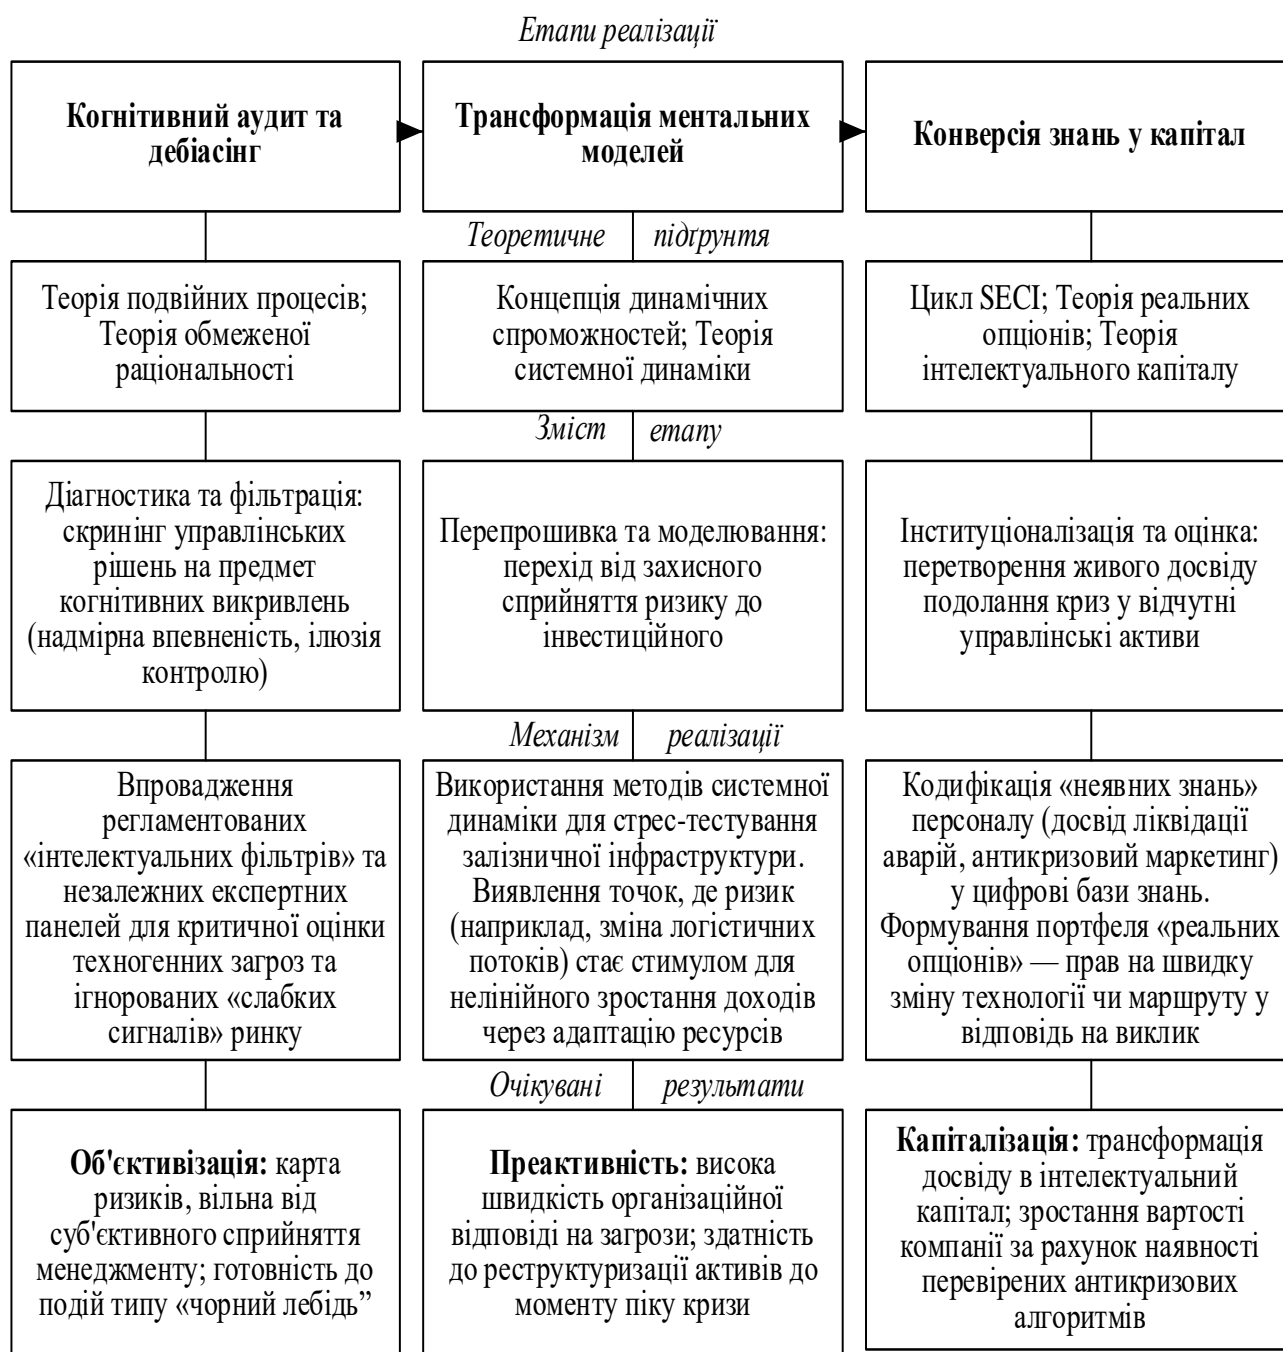 Етапи реалізації
Когнітивний аудит та
дебіасінг
Трансформація ментальних
моделей
Конверсія знань у капітал
Теоретичне підґрунтя
Теорія подвійних процесів;
Теорія обмеженої
раціональності
Концепція динамічних
спроможностей; Теорія
системної динаміки
Цикл SECI; Теорія реальних
опціонів; Теорія
інтелектуального капіталу
Зміст етапу
Діагностика та фільтрація:
скринінг управлінських
рішень на предмет
когнітивних викривлень
(надмірна впевненість, ілюзія
контролю)
Перепрошивка та моделювання:
перехід від захисного
сприйняття ризику до
інвестиційного
Інституціоналізація та оцінка:
перетворення живого досвіду
подолання криз у відчутні
управлінські активи
Механізм реалізації
Впровадження
регламентованих
«інтелектуальних фільтрів» та
незалежних експертних
панелей для критичної оцінки
техногенних загроз та
ігнорованих «слабких
сигналів» ринку
Використання методів системної
динаміки для стрес-тестування
залізничної інфраструктури.
Виявлення точок, де ризик
(наприклад, зміна логістичних
потоків) стає стимулом для
нелінійного зростання доходів
через адаптацію ресурсів
Кодифікація «неявних знань»
персоналу (досвід ліквідації
аварій, антикризовий маркетинг)
у цифрові бази знань.
Формування портфеля «реальних
опціонів» — прав на швидку
зміну технології чи маршруту у
відповідь на виклик
Очікувані результати
Об'єктивізація: карта
ризиків, вільна від
суб'єктивного сприйняття
менеджменту; готовність до
подій типу «чорний лебідь”
Преактивність: висока
швидкість організаційної
відповіді на загрози; здатність
до реструктуризації активів до
моменту піку кризи
Капіталізація: трансформація
досвіду в інтелектуальний
капітал; зростання вартості
компанії за рахунок наявності
перевірених антикризових
алгоритмів